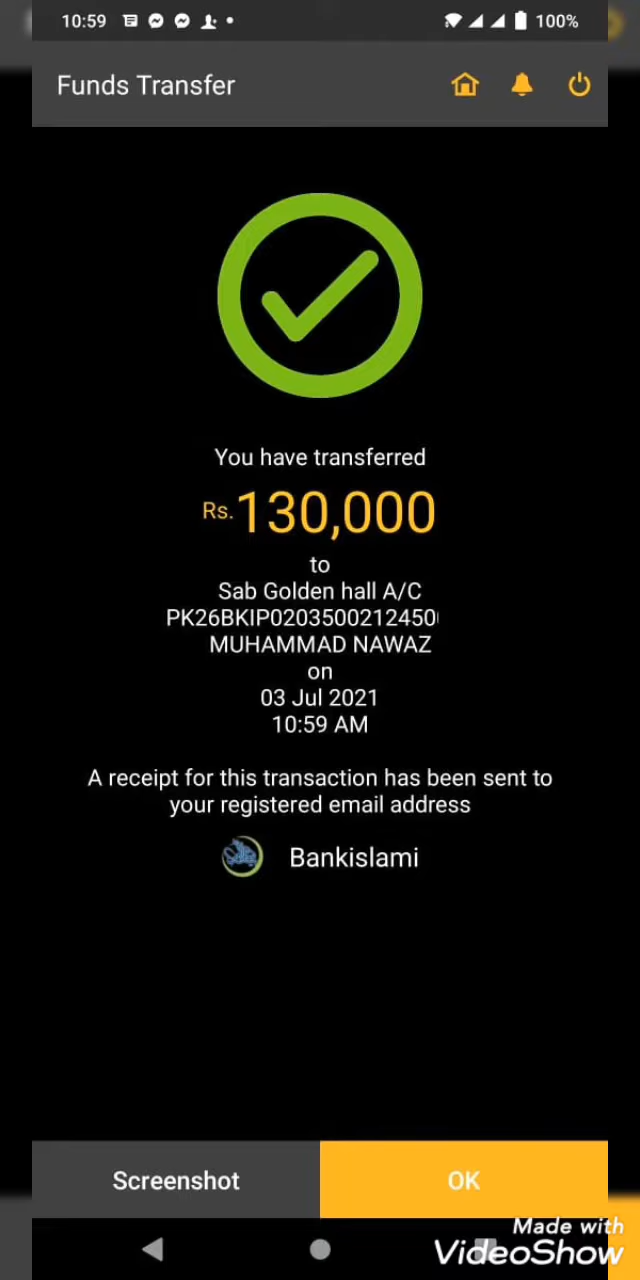 10:59
100%
Funds Transfer
You have transferred
Rs.130,000
to
Sab Golden hall A/C
PK26BKIP0203500212450
MUHAMMAD NAWAZ
on
03 Jul 2021
10:59 AM
A receipt for this transaction has been sent to
your registered email address
Bankislami
Screenshot
OK
Made with
VideoShow